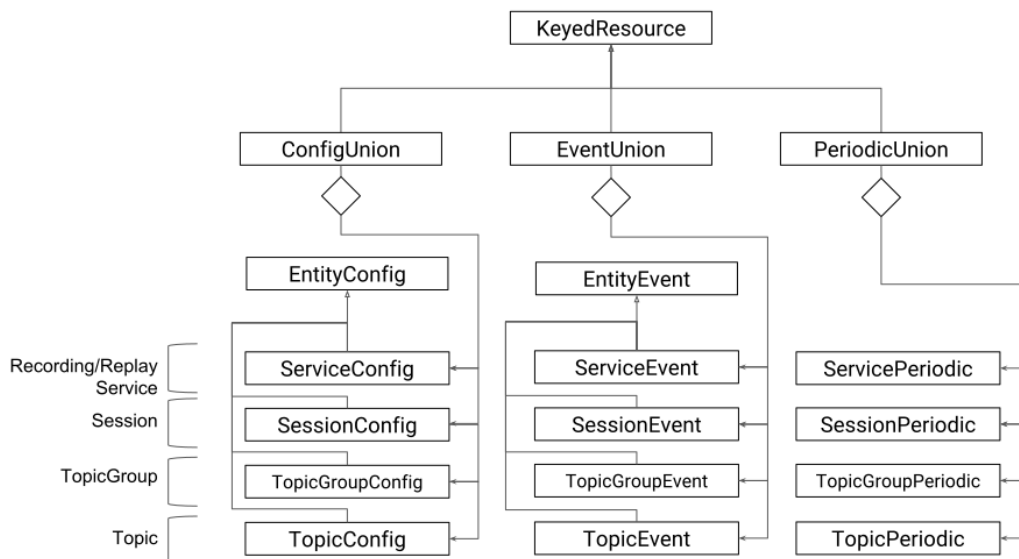 KeyedResource
ConfigUnion
EventUnion
PeriodicUnion
EntityConfig
EntityEvent
Recording/Replay
Service
ServiceConfig
ServiceEvent
ServicePeriodic
Session
SessionConfig
SessionEvent
SessionPeriodic
TopicGroup
TopicGroupConfig
TopicGroupEvent
TopicGroupPeriodic
Topic
TopicConfig
TopicEvent
TopicPeriodic